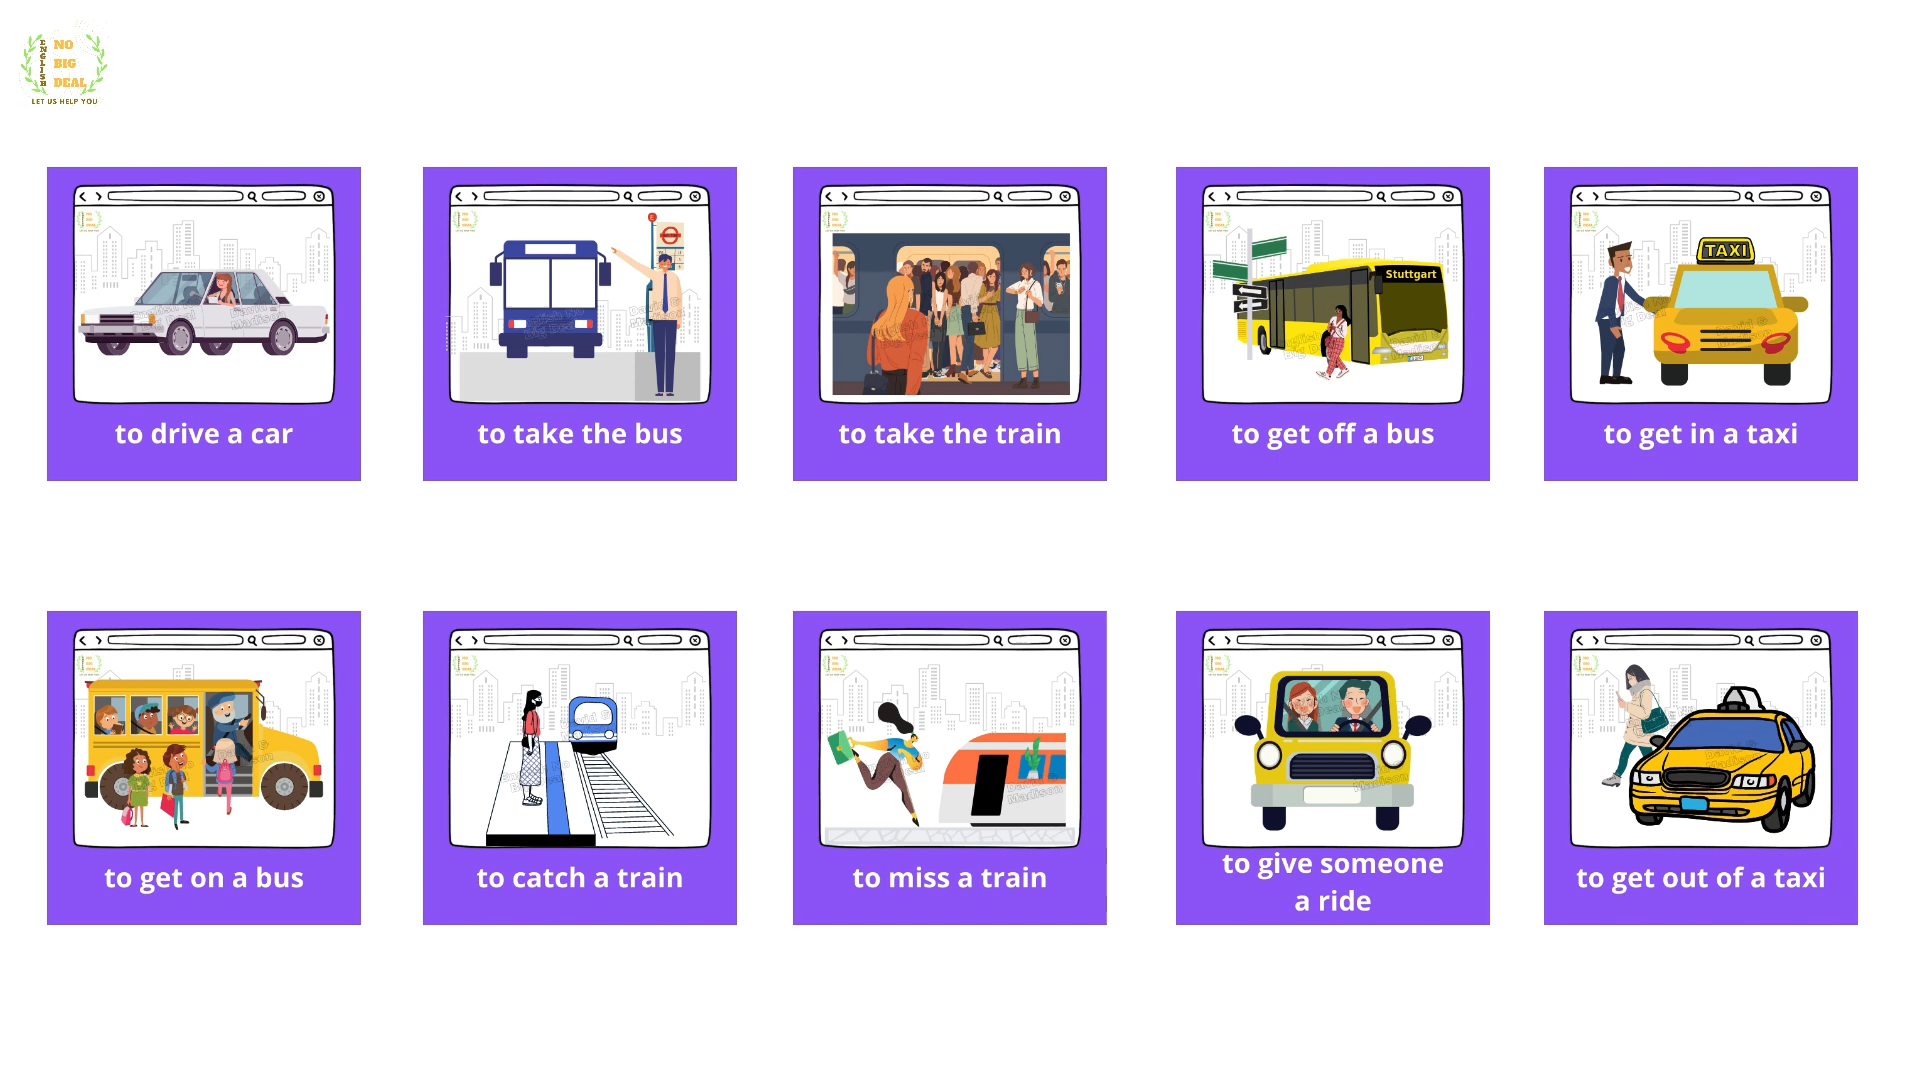 ENGLISH
NO
BIG
DEAL
LET US HELP YOU
to drive a car
to take the bus
to take the train
Stuttgart
to get off a bus
TAXI
to get in a taxi
to get on a bus
to catch a train
to miss a train
to give someone
a ride
to get out of a taxi